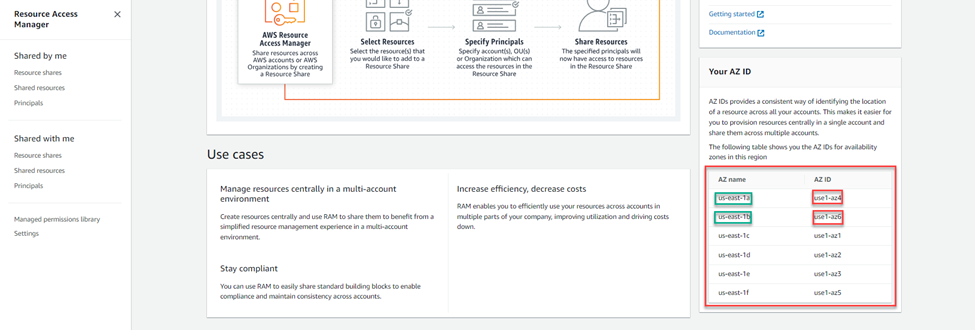 Resource Access
Manager
Shared by me
Resource shares
Shared resources
Principals
Shared with me
Resource shares
Shared resources
Principals
Managed permissions library
Settings
AWS Resource
Access Manager
Share resources across
AWS accounts or AWS
Organizations by creating
a Resource Share
Select Resources
Select the resource(s) that
you would like to add to a
Resource Share
Specify Principals
Specify account(s), OU(s)
or Organization which can
access the resources in the
Resource Share
Share Resources
The specified principals will
now have access to resources
in the Resource Share
Use cases
Manage resources centrally in a multi-account
environment
Create resources centrally and use RAM to share them to benefit from a
simplified resource management experience in a multi-account
environment.
Stay compliant
You can use RAM to easily share standard building blocks to enable
compliance and maintain consistency across accounts.
Increase efficiency, decrease costs
RAM enables you to efficiently use your resources across accounts in
multiple parts of your company, improving utilization and driving costs
down.
Getting started
Documentation
Your AZ ID
AZ IDs provides a consistent way of identifying the location
of a resource across all your accounts. This makes it easier for
you to provision resources centrally in a single account and
share them across multiple accounts.
The following table shows you the AZ IDs for availability
zones in this region
AZ name AZ ID
us-east-1a use1-az4
us-east-1b use1-az6
us-east-1c use1-az1
us-east-1d use1-az2
us-east-1e use1-az3
us-east-1f use1-az5